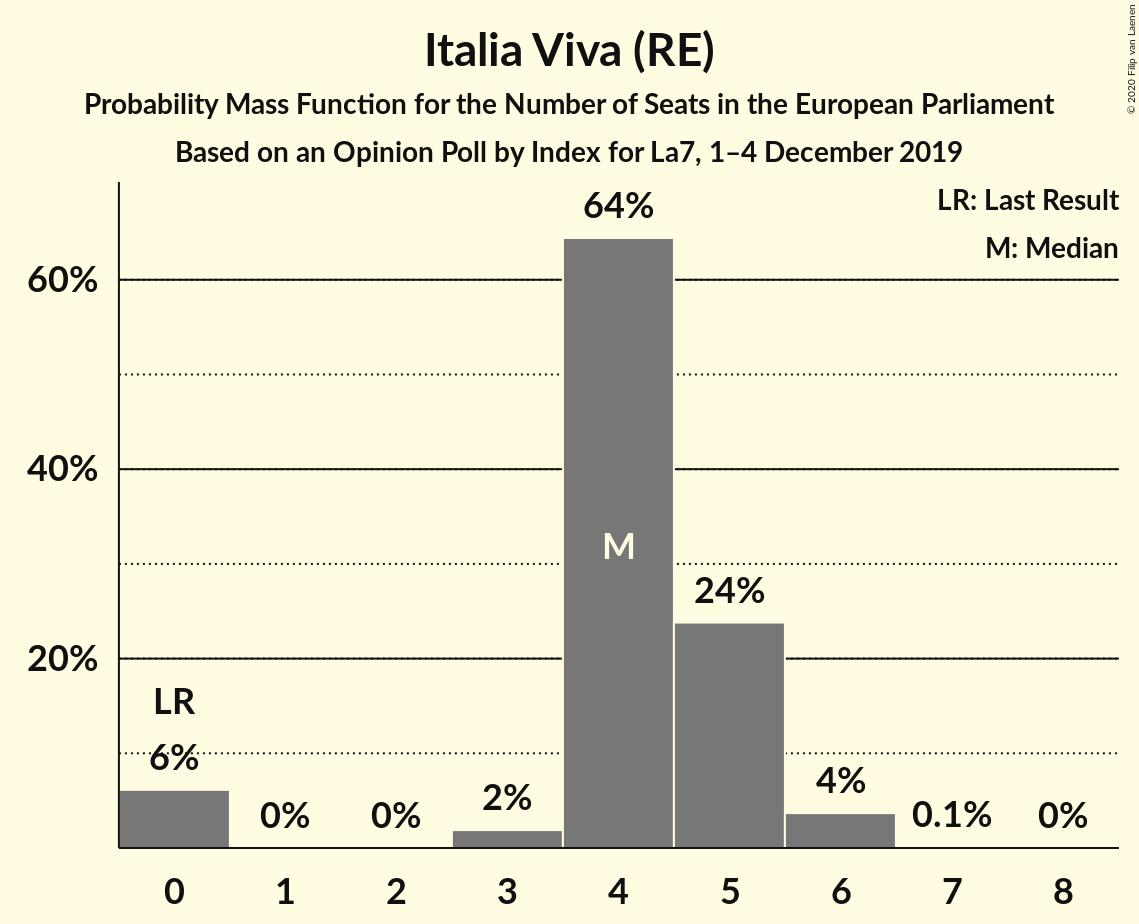 Italia Viva (RE)
Probability Mass Function for the Number of Seats in the European Parliament
Based on an Opinion Poll by Index for La7, 1–4 December 2019
© 2020 Filip van Laenen
LR: Last Result
M: Median
64%
60%
40%
M
24%
20%
LR
6%
0%
0%
2%
4%
0.1%
0%
0 1 2 3 4 5 6 7 8